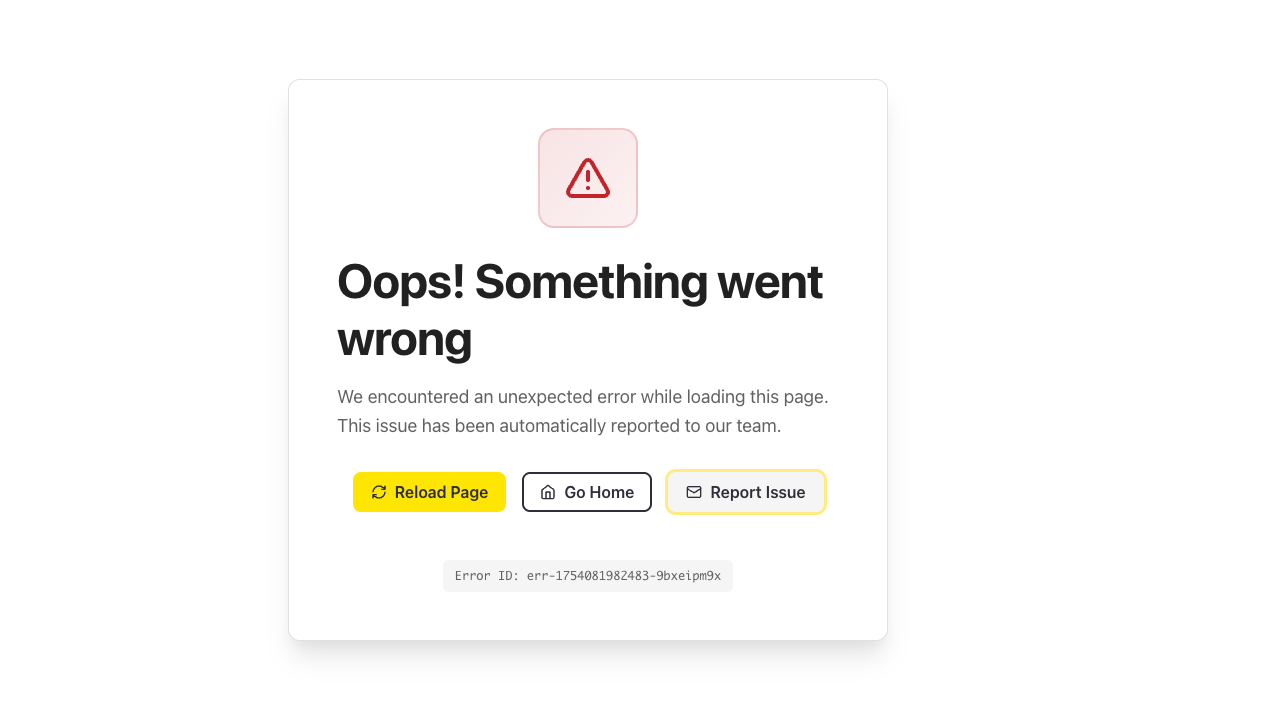 Oops! Something went
wrong
We encountered an unexpected error while loading this page.
This issue has been automatically reported to our team.
Reload Page
Go Home
Report Issue
Error ID: err-1754081982483-9bxeipm9x